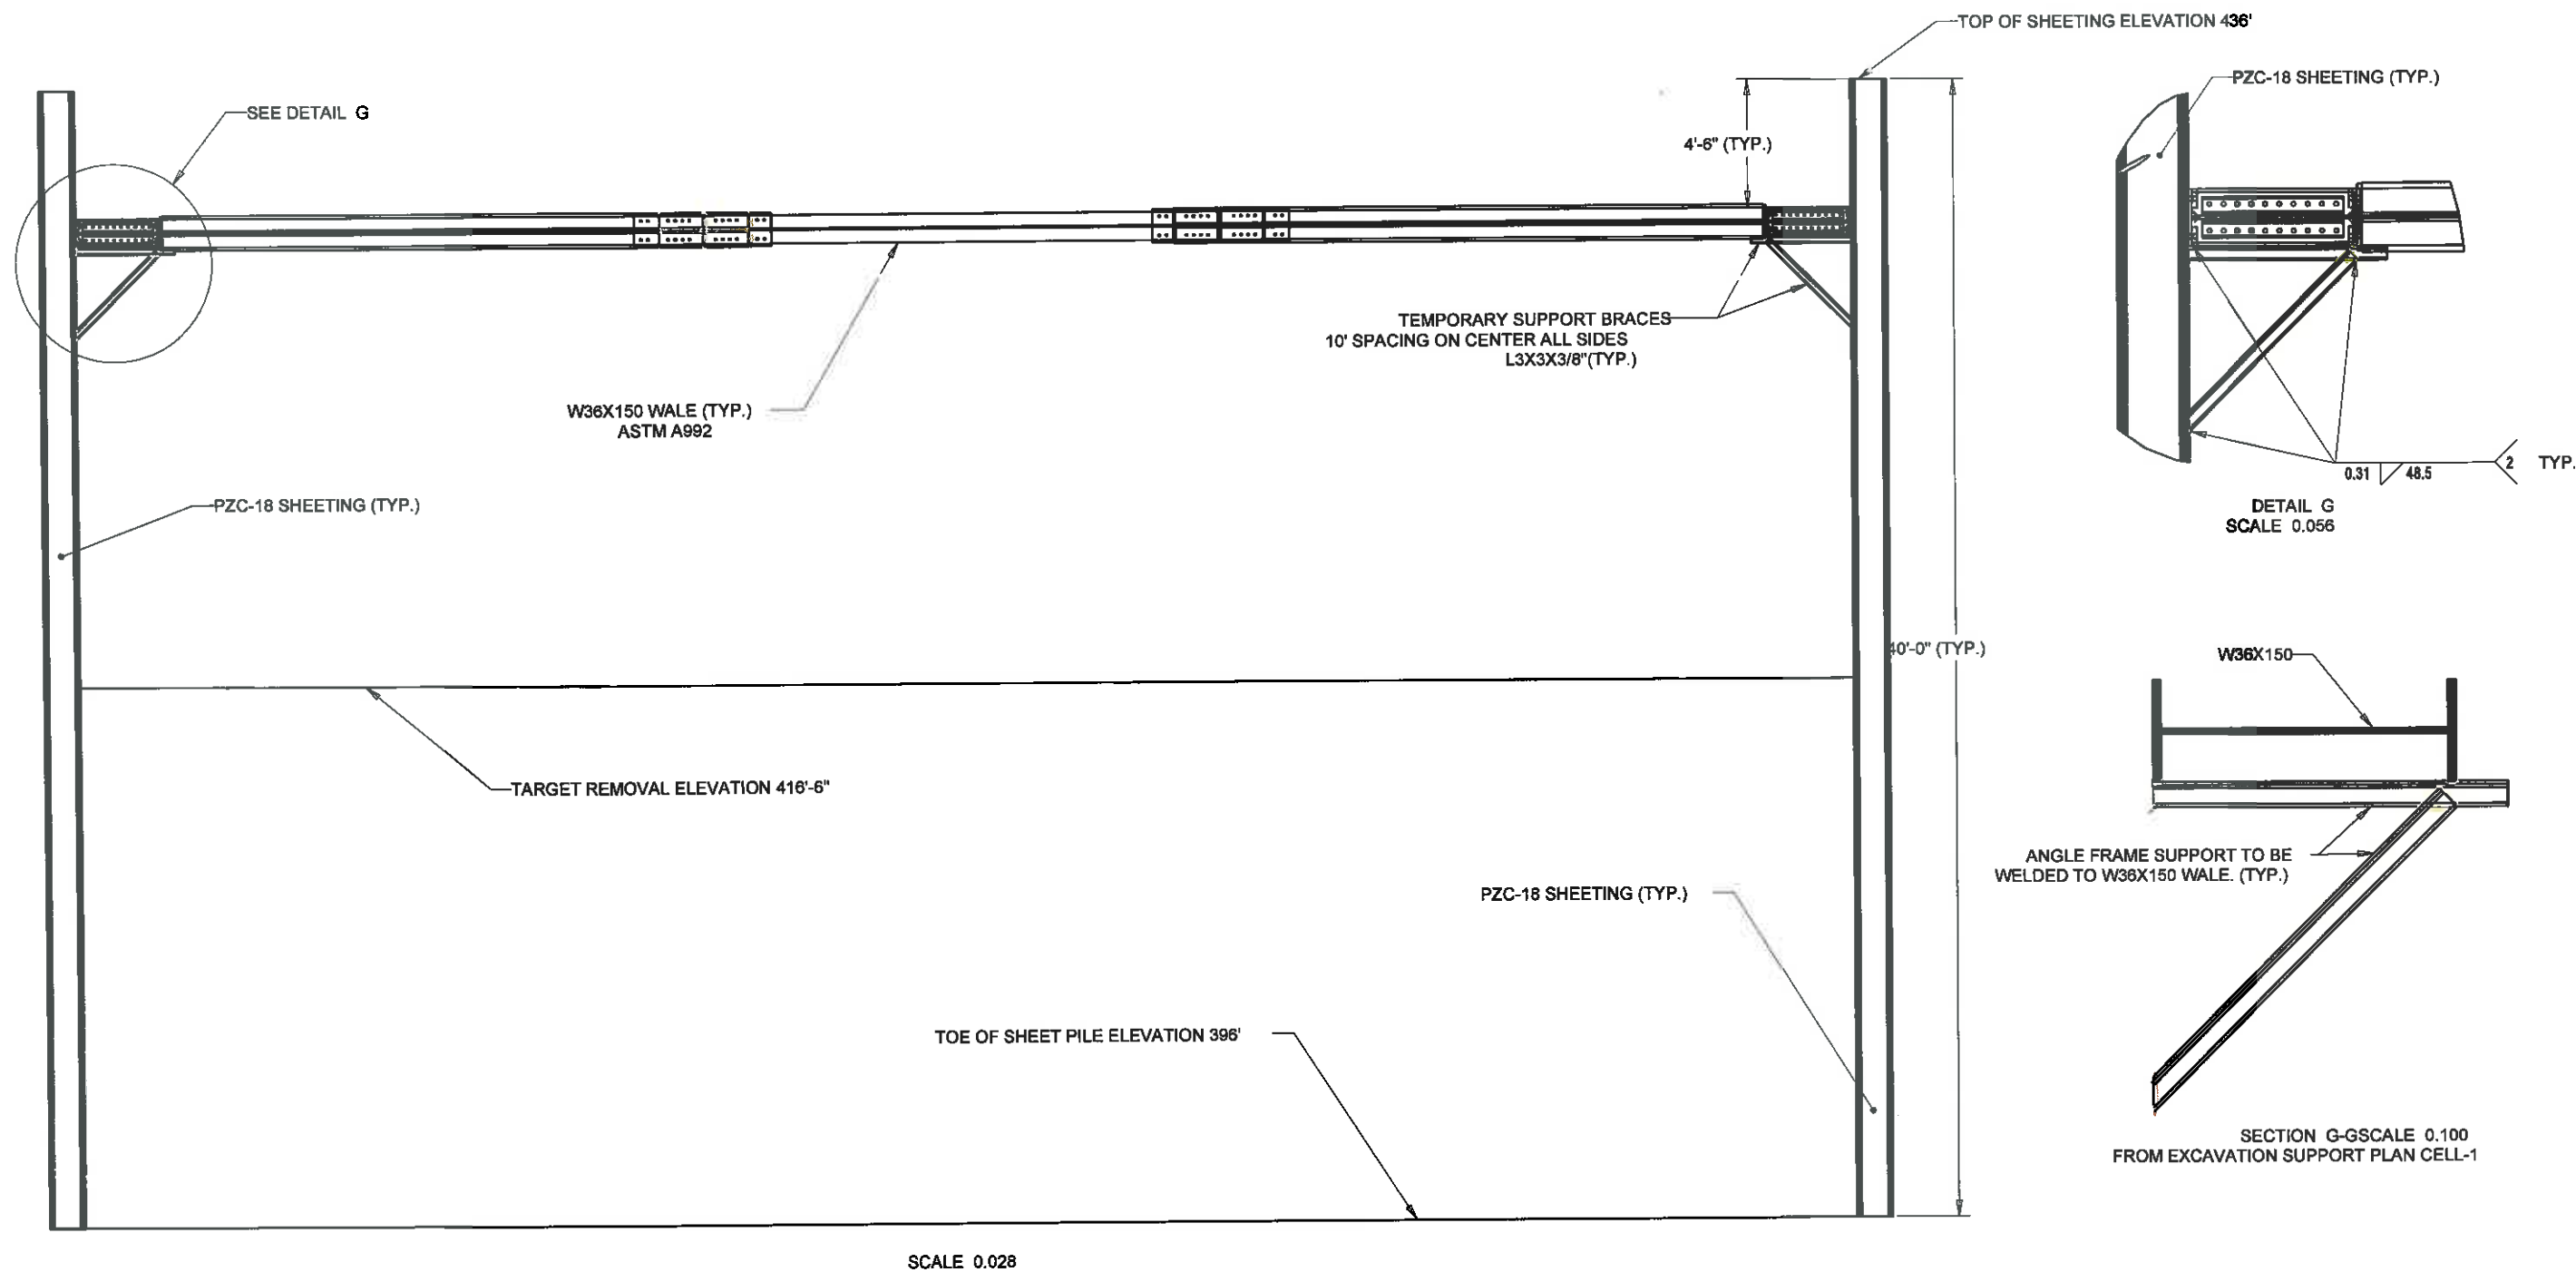 TOP OF SHEETING ELEVATION 436'
PZC-18 SHEETING (TYP.)
SEE DETAIL G
4'-6" (TYP.)
TEMPORARY SUPPORT BRACES
10' SPACING ON CENTER ALL SIDES
L3X3X3/8"(TYP.)
W36X150 WALE (TYP.)
ASTM A992
0.31
48.5
2
TYP.
DETAIL G
SCALE 0.056
PZC-18 SHEETING (TYP.)
40'-0" (TYP.)
W36X150
TARGET REMOVAL ELEVATION 416'-6"
ANGLE FRAME SUPPORT TO BE
WELDED TO W36X150 WALE. (TYP.)
PZC-18 SHEETING (TYP.)
TOE OF SHEET PILE ELEVATION 396'
SECTION G-GSCALE 0.100
FROM EXCAVATION SUPPORT PLAN CELL-1
SCALE 0.028